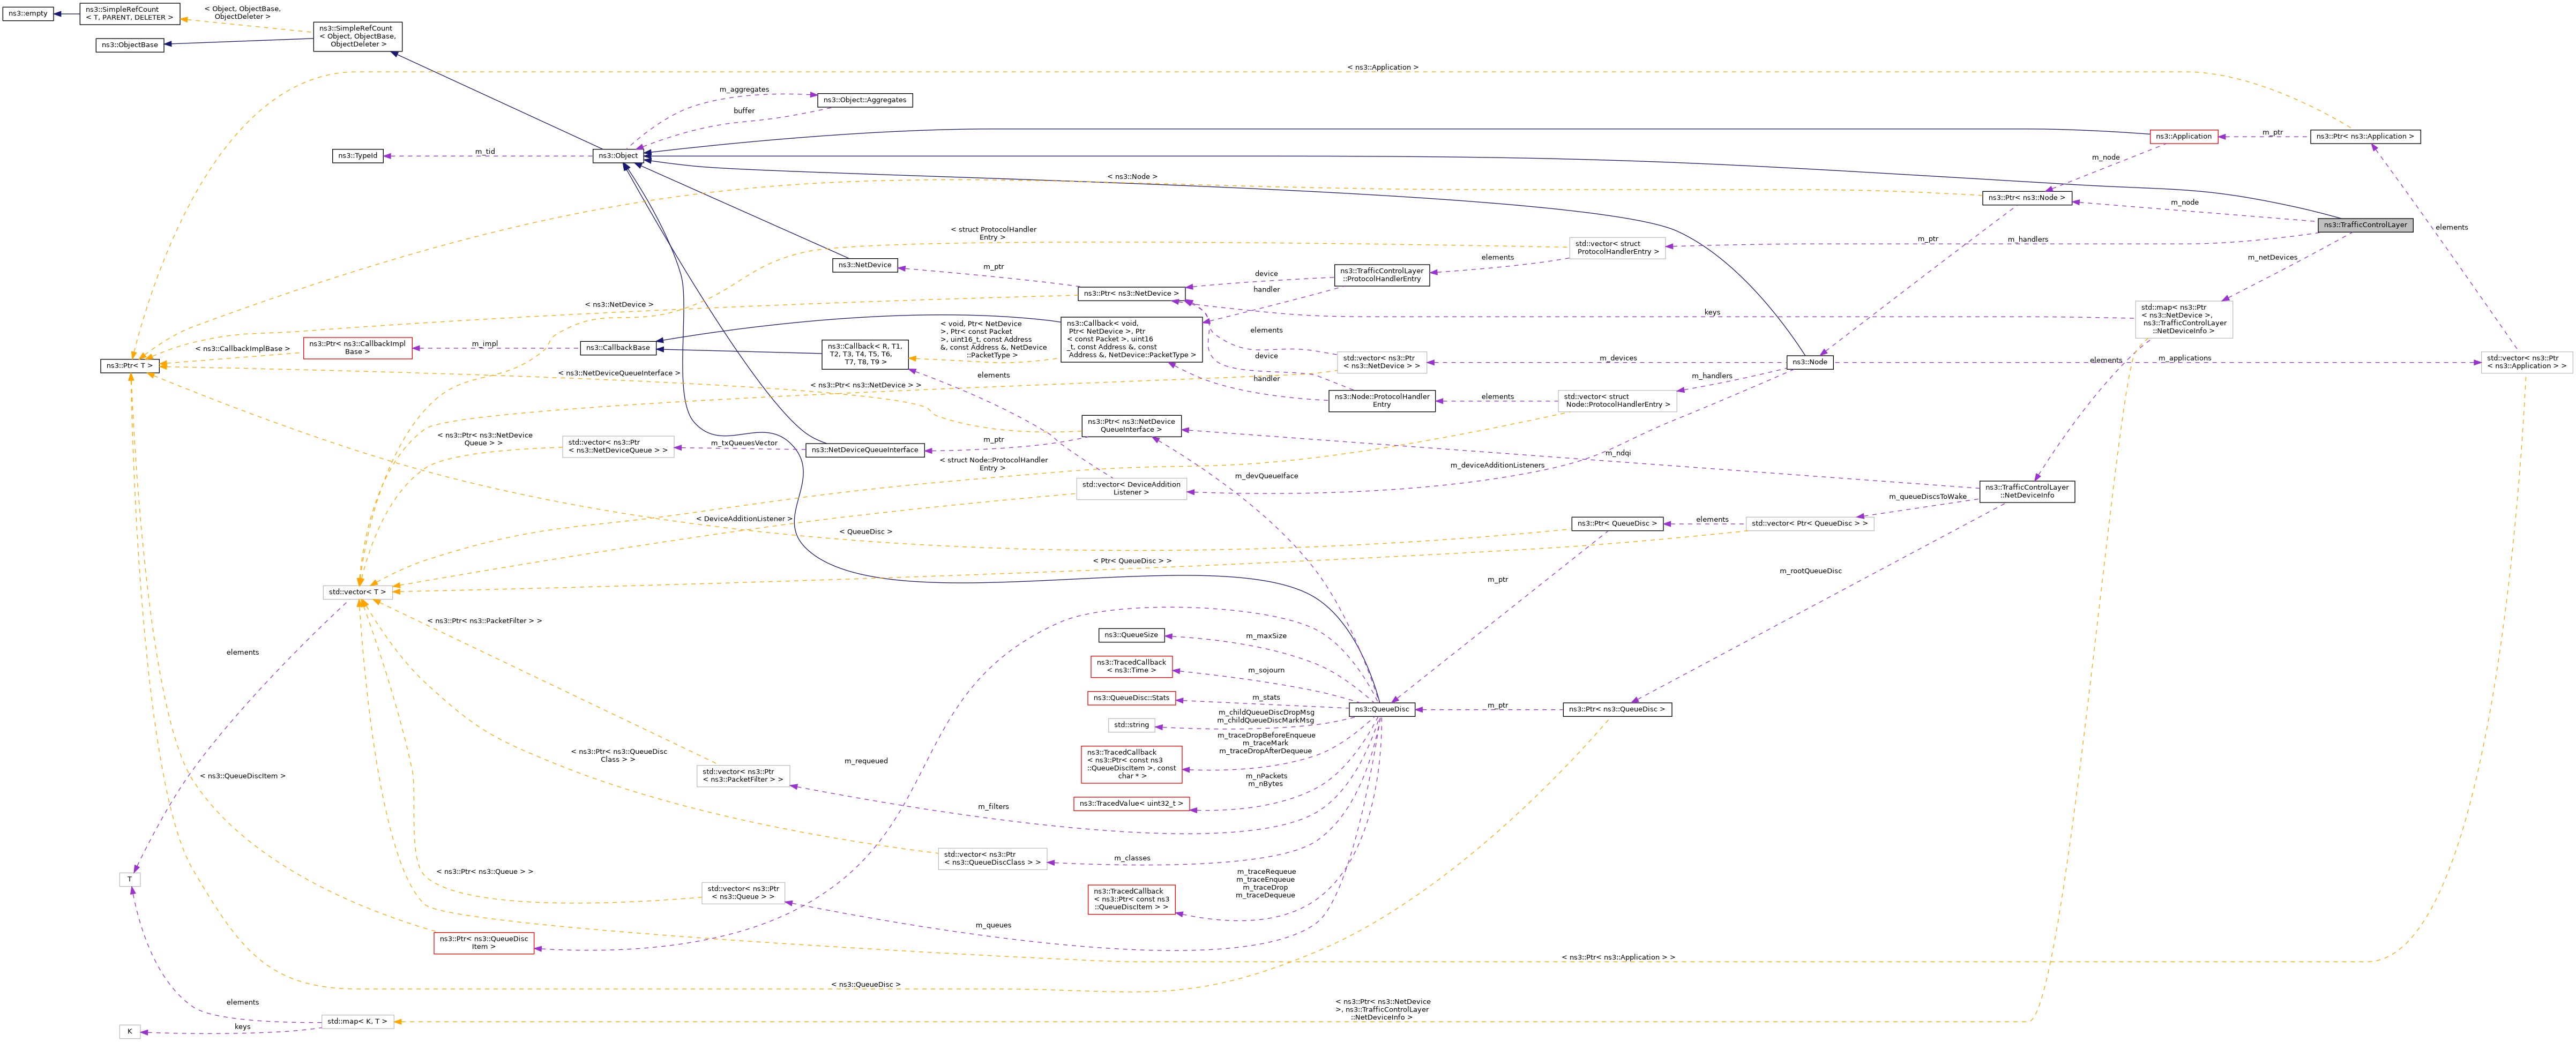 ns3::empty
ns3::SimpleRefCount
< T, PARENT, DELETER >
< Object, ObjectBase,
ObjectDeleter >
ns3::ObjectBase
ns3::SimpleRefCount
< Object, ObjectBase,
ObjectDeleter >
< ns3::Application >
m_aggregates
ns3::Object::Aggregates
buffer
ns3::TypeId
m_tid
ns3::Object
ns3::Application
m_ptr
ns3::Ptr< ns3::Application >
m_node
< ns3::Node >
ns3::Ptr< ns3::Node >
m_node
ns3::TrafficControlLayer
< struct ProtocolHandler
Entry >
std::vector< struct
ProtocolHandlerEntry >
m_ptr
m_handlers
elements
m_netDevices
ns3::NetDevice
m_ptr
elements
ns3::TrafficControlLayer
::ProtocolHandlerEntry
device
handler
ns3::Ptr< ns3::NetDevice >
< ns3::NetDevice >
std::map< ns3::Ptr
< ns3::NetDevice >,
ns3::TrafficControlLayer
::NetDeviceInfo >
keys
< void, Ptr< NetDevice
>, Ptr< const Packet
>, uint16_t, const Address
&, const Address &, NetDevice
::PacketType >
ns3::Callback< void,
Ptr< NetDevice >, Ptr
< const Packet >, uint16
_t, const Address &, const
Address &, NetDevice::PacketType >
elements
< ns3::CallbackImplBase >
ns3::Ptr< ns3::CallbackImpl
Base >
m_impl
ns3::CallbackBase
ns3::Callback< R, T1,
T2, T3, T4, T5, T6,
T7, T8, T9 >
device
std::vector< ns3::Ptr
< ns3::NetDevice > >
m_devices
ns3::Node
elements
m_applications
std::vector< ns3::Ptr
< ns3::Application > >
ns3::Ptr< T >
< ns3::NetDeviceQueueInterface >
< ns3::Ptr< ns3::NetDevice > >
elements
handler
m_handlers
ns3::Node::ProtocolHandler
Entry
elements
std::vector< struct
Node::ProtocolHandlerEntry >
ns3::Ptr< ns3::NetDevice
QueueInterface >
< ns3::Ptr< ns3::NetDevice
Queue > >
std::vector< ns3::Ptr
< ns3::NetDeviceQueue > >
m_txQueuesVector
ns3::NetDeviceQueueInterface
m_ptr
< struct Node::ProtocolHandler
Entry >
m_deviceAdditionListeners
m_ndqi
m_devQueueIface
std::vector< DeviceAddition
Listener >
ns3::TrafficControlLayer
::NetDeviceInfo
m_queueDiscsToWake
< DeviceAdditionListener >
< QueueDisc >
ns3::Ptr< QueueDisc >
elements
std::vector< Ptr< QueueDisc > >
< Ptr< QueueDisc > >
m_ptr
m_rootQueueDisc
std::vector< T >
< ns3::Ptr< ns3::PacketFilter > >
elements
ns3::QueueSize
m_maxSize
ns3::TracedCallback
< ns3::Time >
m_sojourn
ns3::QueueDisc::Stats
m_stats
ns3::QueueDisc
m_ptr
ns3::Ptr< ns3::QueueDisc >
std::string
m_childQueueDiscDropMsg
m_childQueueDiscMarkMsg
m_traceDropBeforeEnqueue
m_traceMark
m_traceDropAfterDequeue
ns3::TracedCallback
< ns3::Ptr< const ns3
::QueueDiscItem >, const
char * >
< ns3::Ptr< ns3::QueueDisc
Class > >
m_requeued
< ns3::QueueDiscItem >
std::vector< ns3::Ptr
< ns3::PacketFilter > >
m_nPackets
m_nBytes
ns3::TracedValue< uint32_t >
m_filters
std::vector< ns3::Ptr
< ns3::QueueDiscClass > >
m_classes
T
< ns3::Ptr< ns3::Queue > >
std::vector< ns3::Ptr
< ns3::Queue > >
ns3::TracedCallback
< ns3::Ptr< const ns3
::QueueDiscItem > >
m_traceRequeue
m_traceEnqueue
m_traceDrop
m_traceDequeue
m_queues
ns3::Ptr< ns3::QueueDisc
Item >
< ns3::Ptr< ns3::Application > >
< ns3::QueueDisc >
elements
< ns3::Ptr< ns3::NetDevice
>, ns3::TrafficControlLayer
::NetDeviceInfo >
std::map< K, T >
keys
K